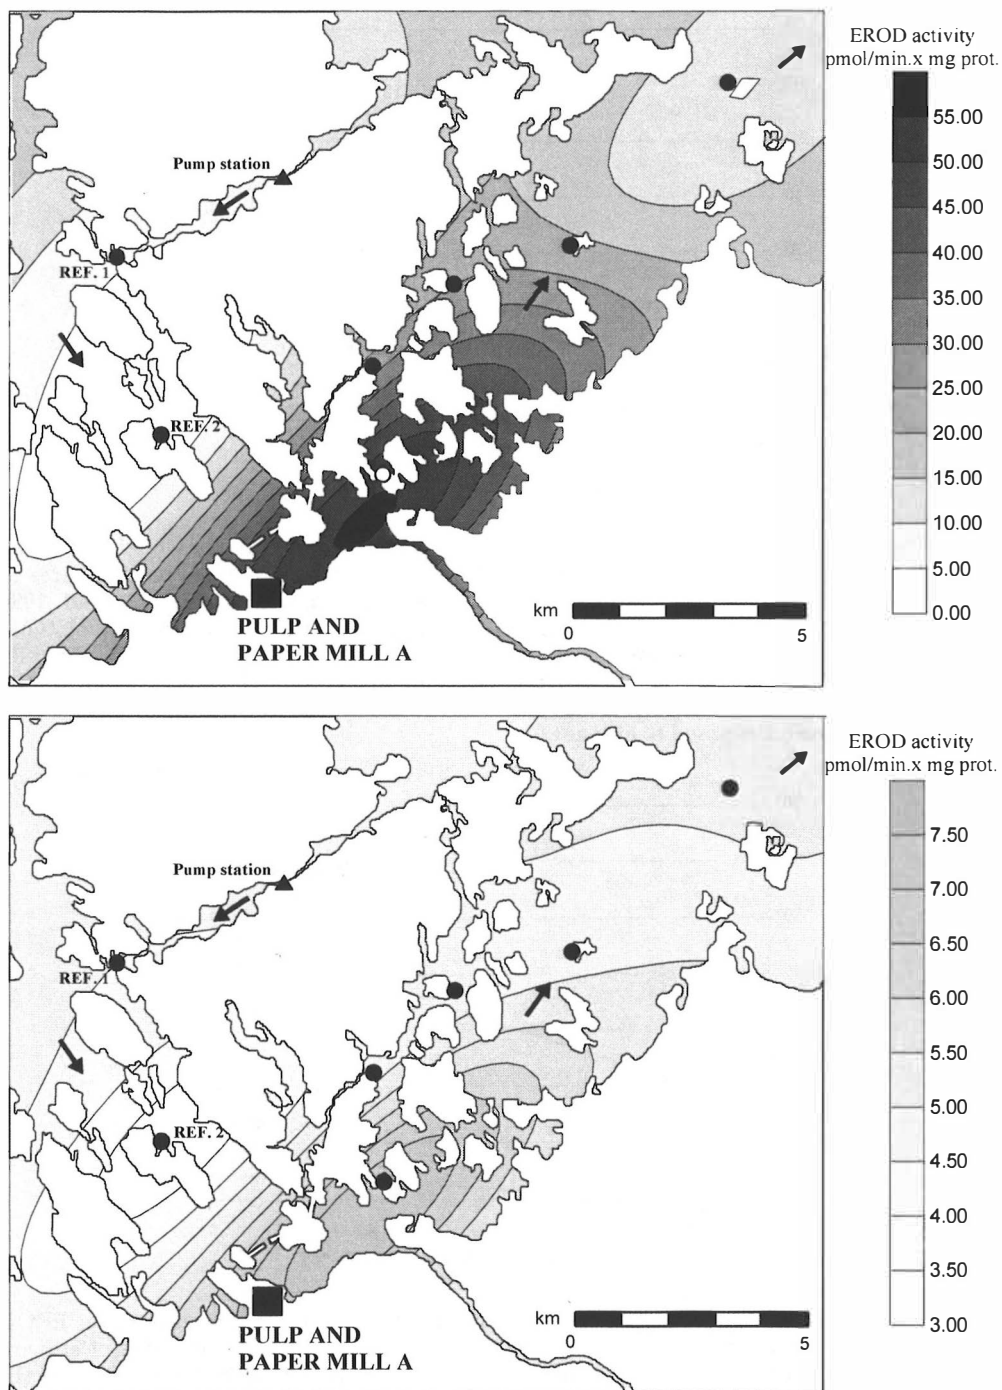 EROD activity
pmol/min.x mg prot.
Pump station
REF. 1
REF. 2
55.00
50.00
45.00
40.00
35.00
30.00
25.00
20.00
15.00
10.00
5.00
0.00
km
0
5
PULP AND
PAPER MILL A
EROD activity
pmol/min.x mg prot.
Pump station
REF. 1
REF. 2
7.50
7.00
6.50
6.00
5.50
5.00
4.50
4.00
3.50
3.00
km
0
5
PULP AND
PAPER MILL A